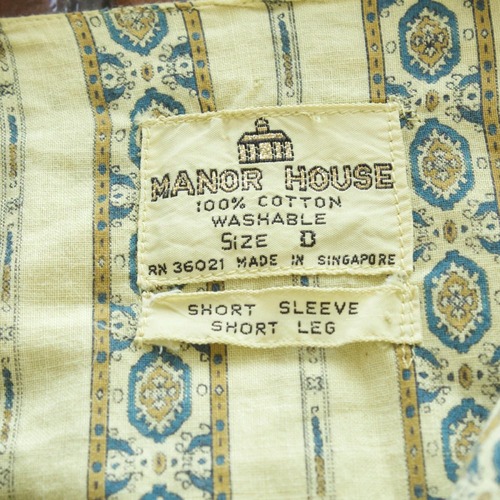 MANOR HOUSE
100% COTTON
WASHABLE
SIZE D
RN 36021 MADE IN SINGAPORE
SHORT SLEEVE
SHORT LEG